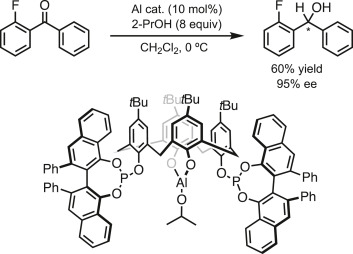 F O Al cat. (10 mol%) F H OH
2-PrOH (8 equiv)
*
CH2Cl2, 0 ºC
60% yield
95% ee
tBu tBu tBu tBu
Ph O O O O Ph
P O O O P
Ph O O Ph
Al
O